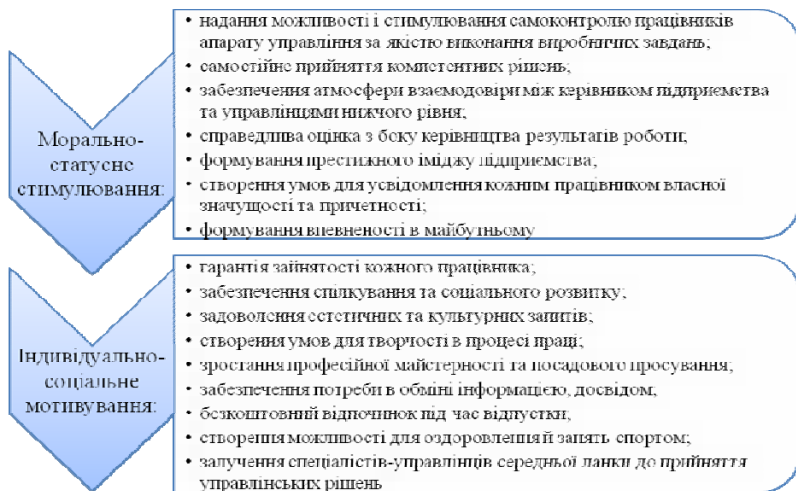 Морально-
статусне
стимулювання:
• надання можливості і стимулювання самоконтролю працівників
апарату управління за якістю виконання виробничих завдань;
• самостійне прийняття компетентних рішень;
• забезпечення атмосфери взаємодовіри між керівником підприємства
та управлінцями нижчого рівня;
• справедлива оцінка з боку керівництва результатів роботи;
• формування престижного іміджу підприємства;
• створення умов для усвідомлення кожним працівником власної
значущості та причетності;
• формування впевненості в майбутньому
Індивідуально-
соціальне
мотивування:
• гарантія зайнятості кожного працівника;
• забезпечення спілкування та соціального розвитку;
• задоволення естетичних та культурних запитів;
• створення умов для творчості в процесі праці;
• зростання професійної майстерності та посадового просування;
• забезпечення потреби в обміні інформацією, досвідом;
• безкоштовний відпочинок під час відпустки;
• створення можливості для оздоровлення й занять спортом;
• залучення спеціалістів-управлінців середньої ланки до прийняття
управлінських рішень